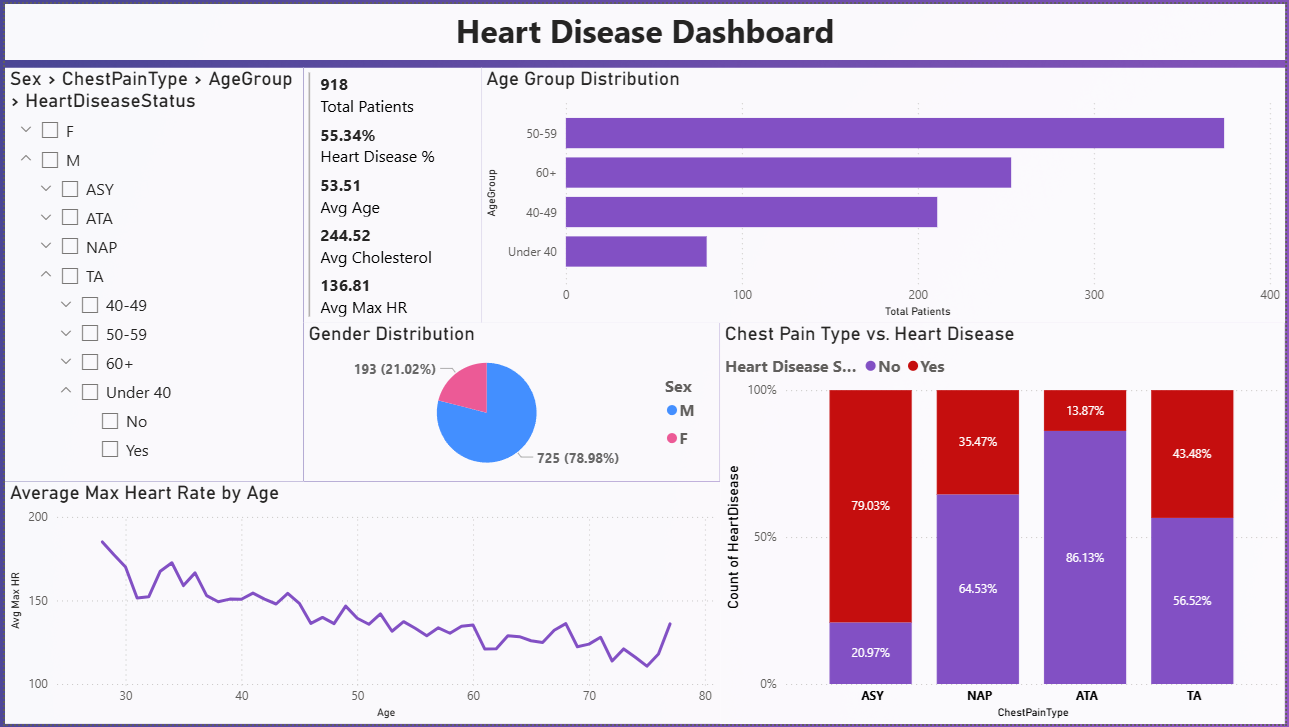 Heart Disease Dashboard
Sex › ChestPainType › AgeGroup
› HeartDiseaseStatus
F
M
ASY
ATA
NAP
TA
40-49
50-59
60+
Under 40
No
Yes
918
Total Patients
55.34%
Heart Disease %
53.51
Avg Age
244.52
Avg Cholesterol
136.81
Avg Max HR
Age Group Distribution
AgeGroup
50-59
60+
40-49
Under 40
0 100 200 300 400
Total Patients
Gender Distribution
193 (21.02%)
725 (78.98%)
Sex
M
F
Chest Pain Type vs. Heart Disease
Heart Disease S... No Yes
Count of HeartDisease
100%
50%
0%
79.03%
20.97%
35.47%
64.53%
13.87%
86.13%
43.48%
56.52%
ASY NAP ATA TA
ChestPainType
Average Max Heart Rate by Age
Avg Max HR
200
150
100
30 40 50 60 70 80
Age